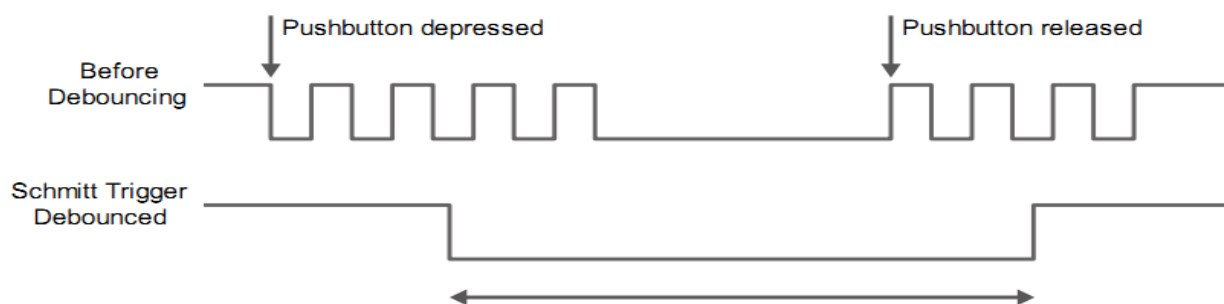 Pushbutton depressed
Pushbutton released
Before
Debouncing
Schmitt Trigger
Debounced